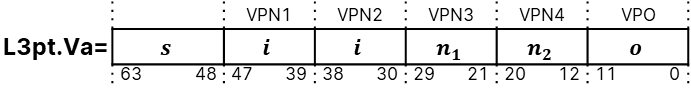 VPN1 VPN2 VPN3 VPN4 VPO
L3pt.Va= s i i n₁ n₂ o
63 48 47 39 38 30 29 21 20 12 11 0